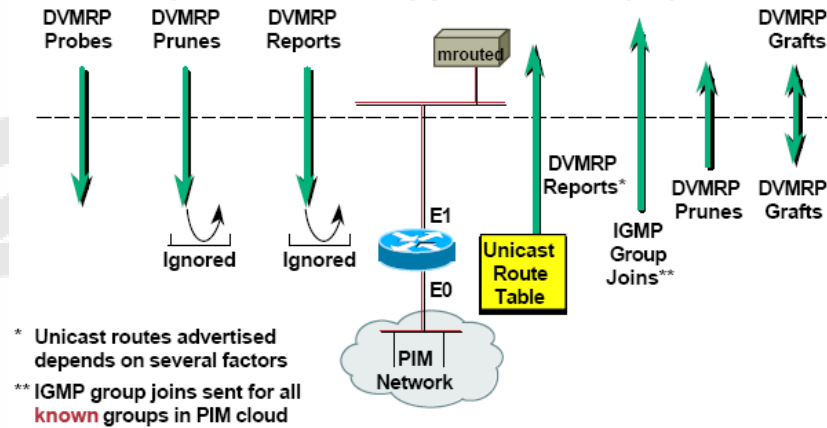 DVMRP
Probes
DVMRP
Prunes
DVMRP
Reports
mrouted
DVMRP
Grafts
DVMRP
Reports*
DVMRP
Prunes
DVMRP
Grafts
Ignored
Ignored
E1
E0
Unicast
Route
Table
IGMP
Group
Joins**
PIM
Network
* Unicast routes advertised
depends on several factors
** IGMP group joins sent for all
known groups in PIM cloud